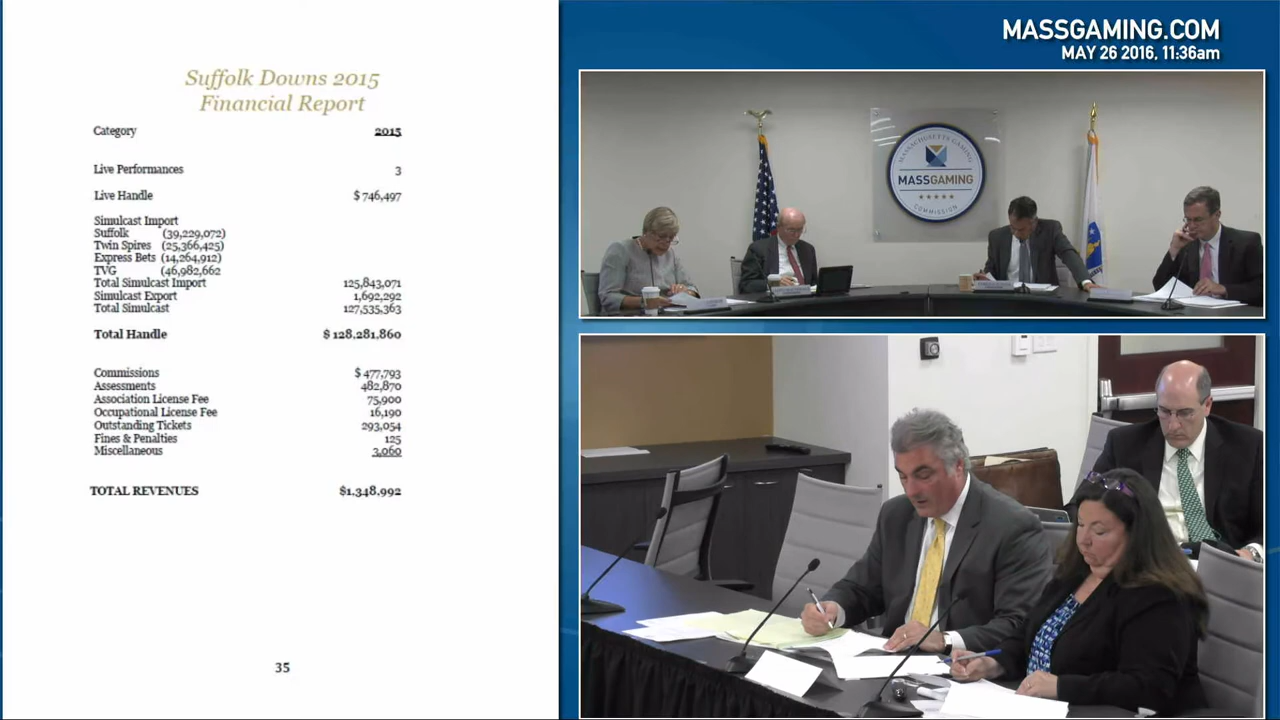 MASSGAMING.COM
MAY 26 2016, 11:36am
Suffolk Downs 2015
Financial Report
Category 2015
Live Performances 3
Live Handle $ 746,497
Simulcast Import
Suffolk (39,229,072)
Twin Spires (25,366,425)
Express Bets (14,264,912)
TVG (46,982,662
Total Simulcast Import 125,843,071
Simulcast Export 1,692,292
Total Simulcast 127,535,363
Total Handle $ 128,281,860
Commissions $ 477,793
Assessments 482,870
Association License Fee 75,900
Occupational License Fee 16,190
Outstanding Tickets 293,054
Fines & Penalties 125
Miscellaneous 3,060
TOTAL REVENUES $1,348,992
35
MASSACHUSETTS GAMING
MASSGAMING
COMMISSION